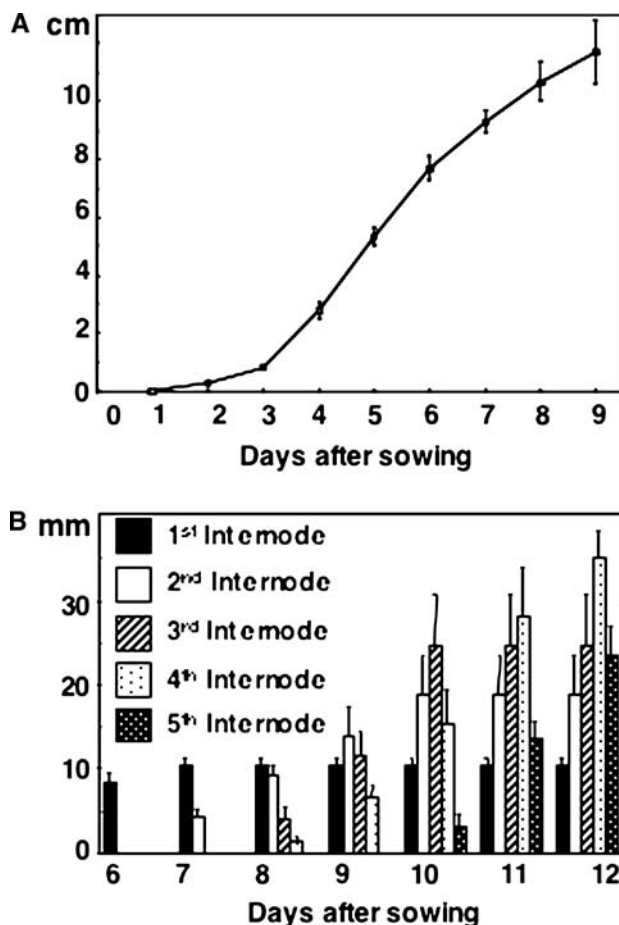 A
cm
10
8
6
4
2
0
0 1 2 3 4 5 6 7 8 9
Days after sowing
B
mm
1st Internode
2nd Internode
3rd Internode
4th Internode
5th Internode
30
20
10
0
6 7 8 9 10 11 12
Days after sowing